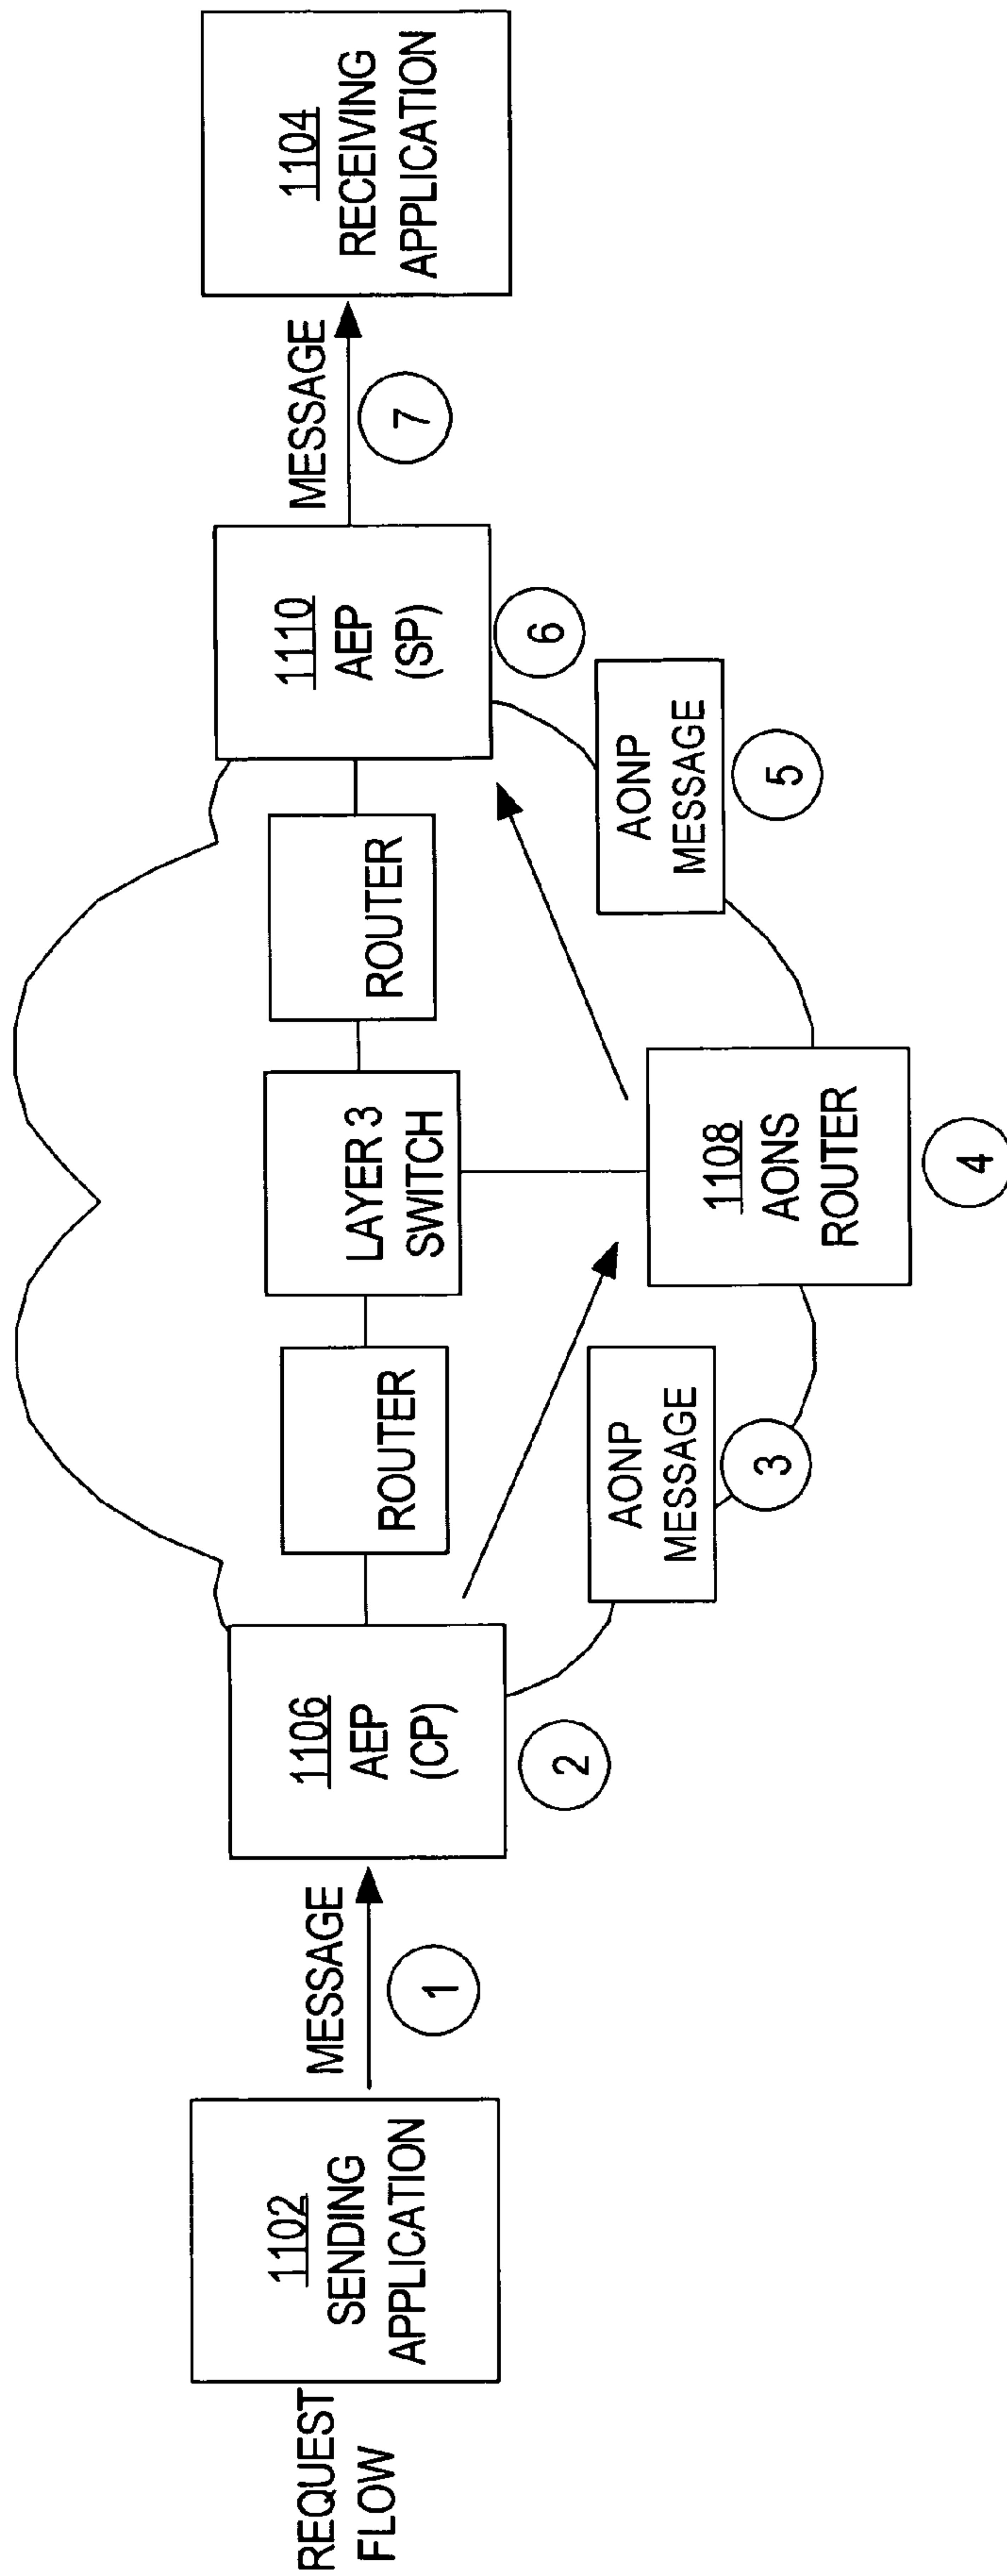 REQUEST
FLOW
1102
SENDING
APPLICATION
MESSAGE
1
1106
AEP
(CP)
2
ROUTER
AONP
MESSAGE
3
LAYER 3
SWITCH
1108
AONS
ROUTER
4
ROUTER
AONP
MESSAGE
5
1110
AEP
(SP)
6
MESSAGE
7
1104
RECEIVING
APPLICATION